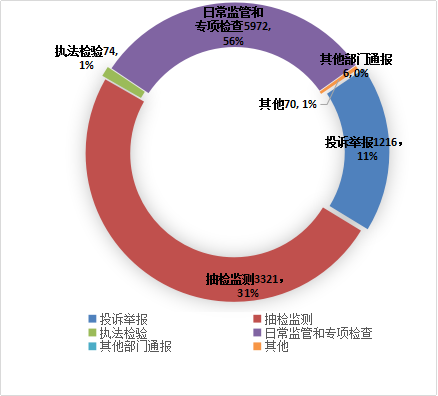 日常监管和
专项检查5972,
56%
执法检验74,
1%
其他部门通报
6, 0%
其他70, 1%
投诉举报1216，
11%
抽检监测3321，
31%
投诉举报
抽检监测
执法检验
日常监管和专项检查
其他部门通报
其他